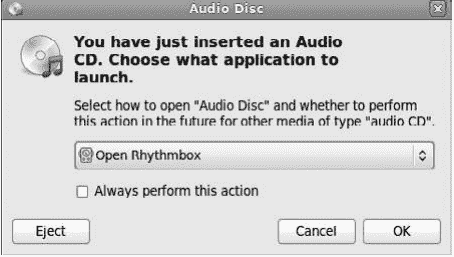 Audio Disc
You have just inserted an Audio
CD. Choose what application to
launch.
Select how to open "Audio Disc" and whether to perform
this action in the future for other media of type "audio CD".
Open Rhythmbox
Always perform this action
Eject
Cancel
OK